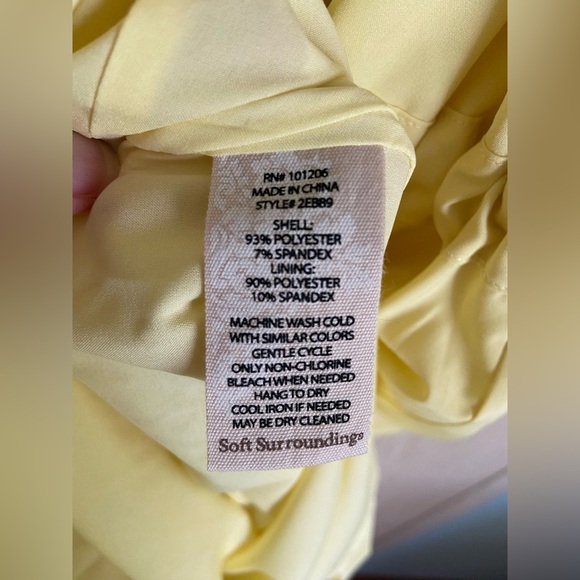 RN# 101206
MADE IN CHINA
STYLE# 2EB89
SHELL:
93% POLYESTER
7% SPANDEX
LINING:
90% POLYESTER
10% SPANDEX
MACHINE WASH COLD
WITH SIMILAR COLORS
GENTLE CYCLE
ONLY NON-CHLORINE
BLEACH WHEN NEEDED
HANG TO DRY
COOL IRON IF NEEDED
MAY BE DRY CLEANED
Soft Surroundings